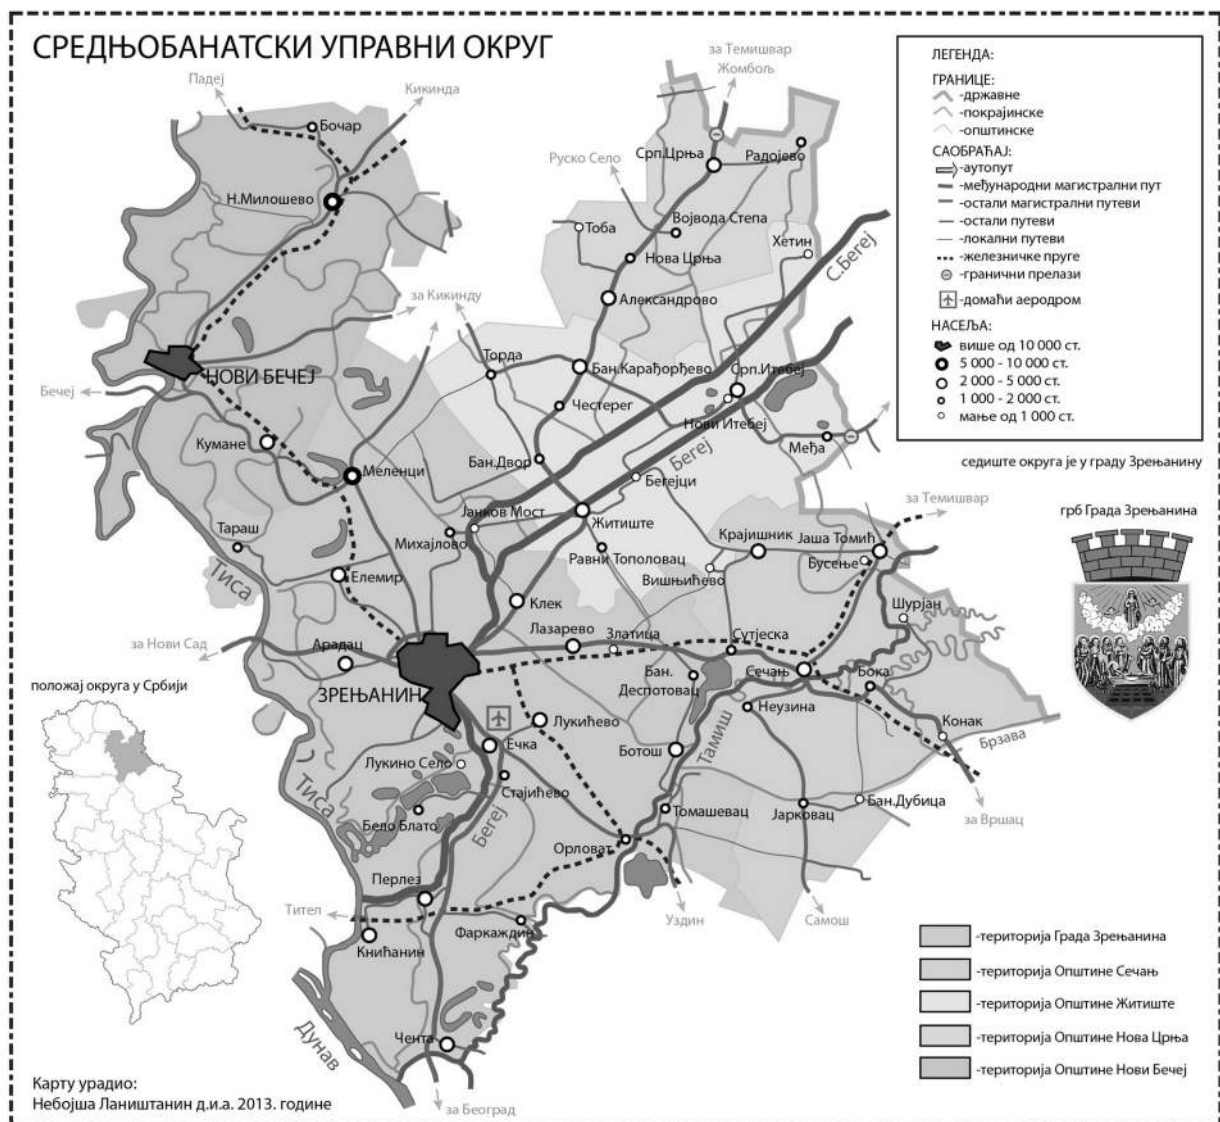 СРЕДЊОБАНАТСКИ УПРАВНИ ОКРУГ
за Темишвар
Жомбољ
Падеј
Кикинда
Бочар
Срп.Црња
Радојево
Руско Село
Н.Милошево
Тоба
Војвода Степа
Хетин
Нова Црња
С.Бегеј
за Кикинду
Александрово
Торда
Бан.Карађорђево
Срп.Итебеј
НОВИ БЕЧЕЈ
Бечеј
Честерег
Нови Итебеј
Кумане
Међа
Бегеј
Меленци
Бан.Двор
Бегејци
за Темишвар
Јанков Мост
Житиште
Тараш
Михајлово
Крајишник
Јаша Томић
Равни Тополовац
Бусење
Тиса
Елемир
Вишњићево
Клек
Шурјан
Лазарево
Златица
Сутјеска
за Нови Сад
Арадац
Бан.
Деспотовац
Сечањ
Бока
ЗРЕЊАНИН
Лукићево
Неузина
Конак
Брзава
Ечка
Ботош
Тамиш
Лукино Село
Стајићево
Тиса
Бело Блато
Бегеј
Томашевац
Јарковац
Бан.Дубица
за Вршац
Орловат
Перлез
Тител
Уздин
Самош
Фаркаждин
Книћанин
Дунав
Чента
за Београд
ЛЕГЕНДА:
ГРАНИЦЕ:
-државне
-покрајинске
-општинске
САОБРАЋАЈ:
-аутопут
-међународни магистрални пут
-остали магистрални путеви
-остали путеви
-локални путеви
-железничке пруге
-гранични прелази
-домаћи аеродром
НАСЕЉА:
више од 10 000 ст.
5 000 - 10 000 ст.
2 000 - 5 000 ст.
1 000 - 2 000 ст.
мање од 1 000 ст.
седиште округа је у граду Зрењанину
грб Града Зрењанина
положај округа у Србији
-територија Града Зрењанина
-територија Општине Сечањ
-територија Општине Житиште
-територија Општине Нова Црња
-територија Општине Нови Бечеј
Карту урадио:
Небојша Лаништанин д.и.а. 2013. године